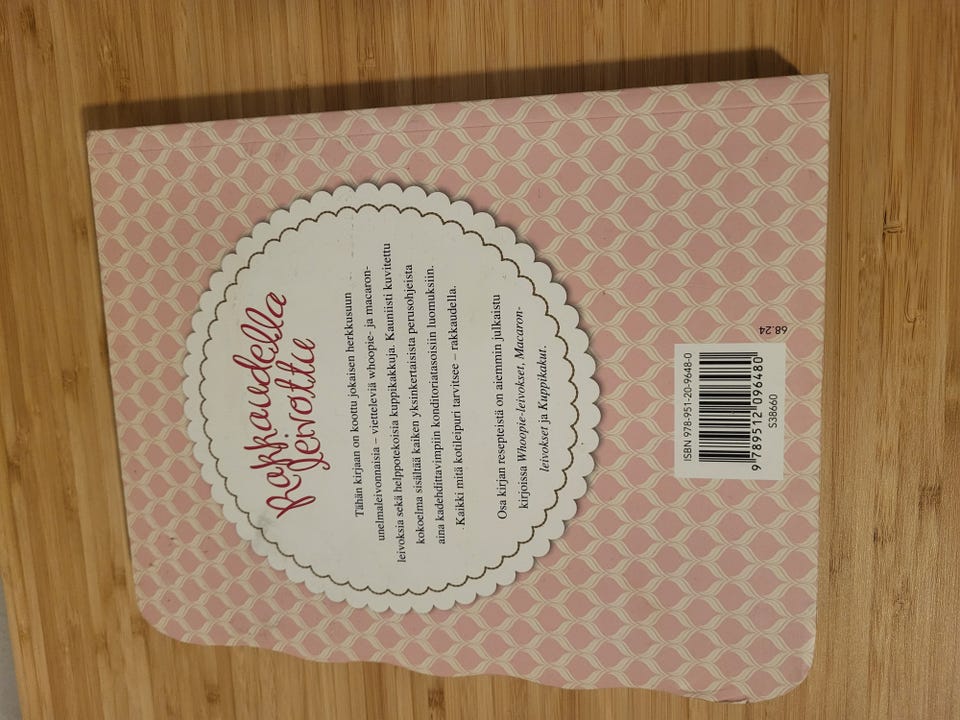 Rakkaudella
leivottu
Tähän kirjaan on koottu jokaisen herkkusuun
unelmaleivonnaisia – vietteleviä whoopie- ja macaron-
leivoksia sekä helppotekoisia kuppikakkuja. Kauniisti kuvitettu
kokoelma sisältää kaiken yksinkertaisista perusohjeista
aina kadehdittavimpiin konditoriatasoisiin luomuksiin.
Kaikki mitä kotileipuri tarvitsee – rakkaudella.
Osa kirjan resepteistä on aiemmin julkaistu
kirjoissa Whoopie-leivokset, Macaron-
leivokset ja Kuppikakut.
68.24
ISBN 978-951-20-9648-0
9 789512 096480
S38660